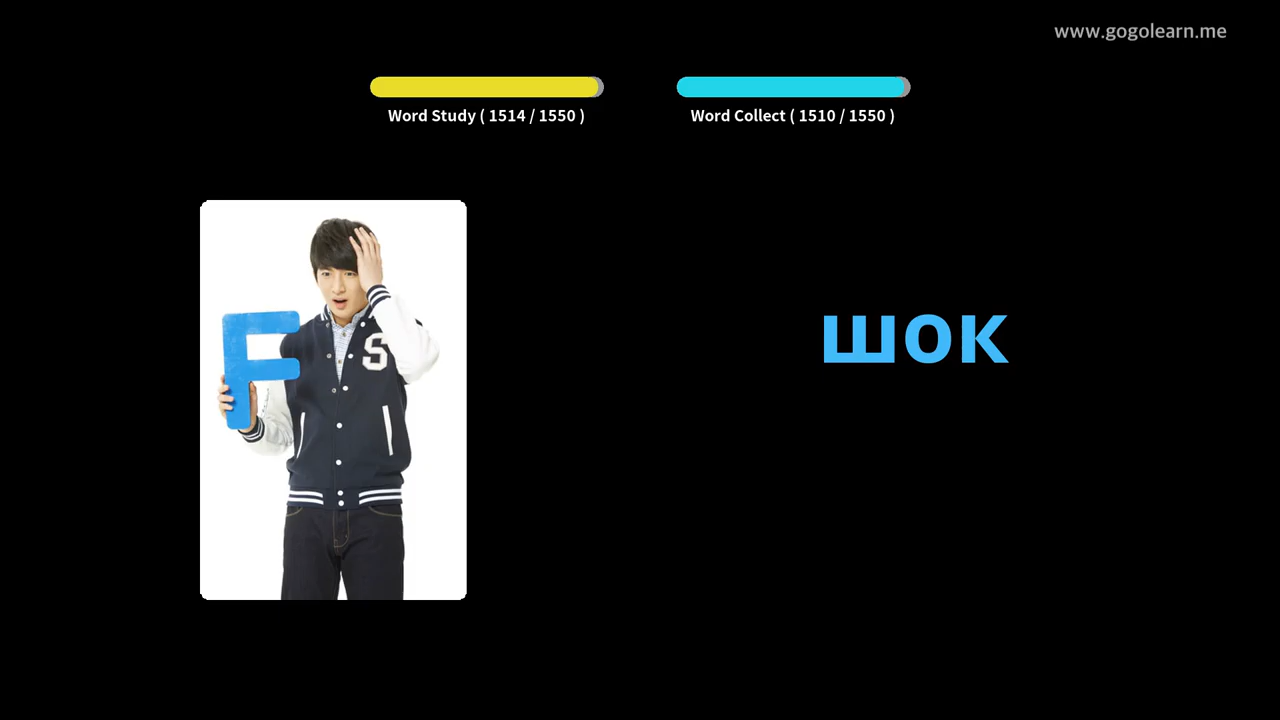 www.gogolearn.me
Word Study ( 1514 / 1550 )
Word Collect ( 1510 / 1550 )
F
S
шок